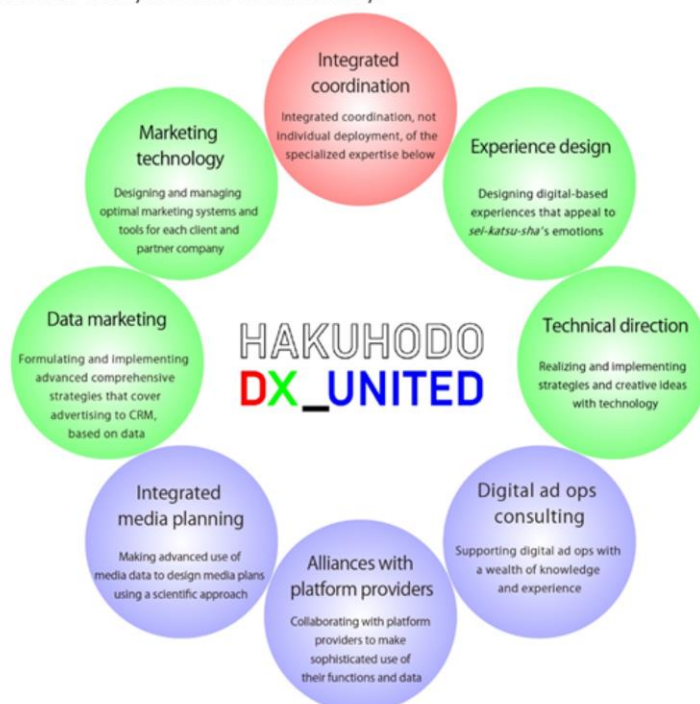 Integrated
coordination
Integrated coordination, not
individual deployment, of the
specialized expertise below
Experience design
Designing digital-based
experiences that appeal to
sei-katsu-sha's emotions
Technical direction
Realizing and implementing
strategies and creative ideas
with technology
Digital ad ops
consulting
Supporting digital ad ops with
a wealth of knowledge
and experience
Alliances with
platform providers
Collaborating with platform
providers to make
sophisticated use of
their functions and data
Integrated
media planning
Making advanced use of
media data to design media plans
using a scientific approach
Data marketing
Formulating and implementing
advanced comprehensive
strategies that cover
advertising to CRM,
based on data
Marketing
technology
Designing and managing
optimal marketing systems and
tools for each client and
partner company
HAKUHODO
DX_UNITED